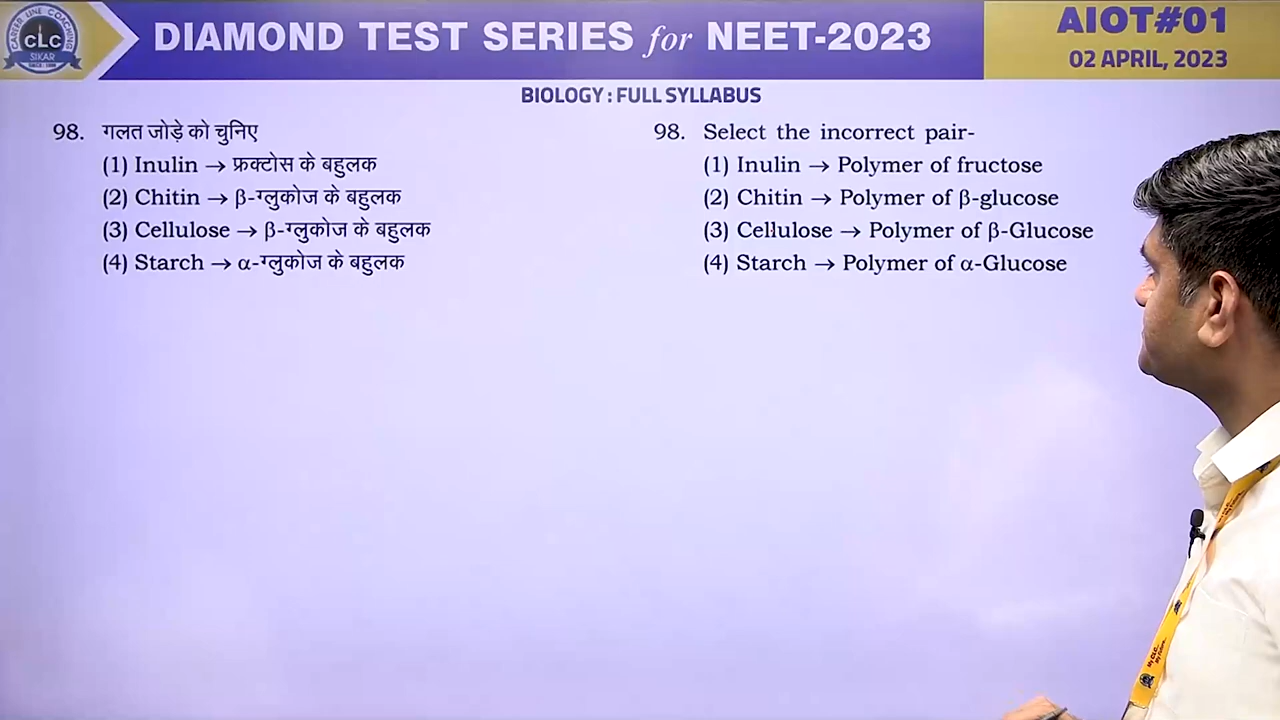 CAREER LINE COACHING
CLC
SIKAR
DIAMOND TEST SERIES for NEET-2023
AIOT#01
02 APRIL, 2023
BIOLOGY : FULL SYLLABUS
98. गलत जोड़े को चुनिए
(1) Inulin → फ्रक्टोस के बहुलक
(2) Chitin → β-ग्लुकोज के बहुलक
(3) Cellulose → β-ग्लुकोज के बहुलक
(4) Starch → α-ग्लुकोज के बहुलक
98. Select the incorrect pair-
(1) Inulin → Polymer of fructose
(2) Chitin → Polymer of β-glucose
(3) Cellulose → Polymer of β-Glucose
(4) Starch → Polymer of α-Glucose